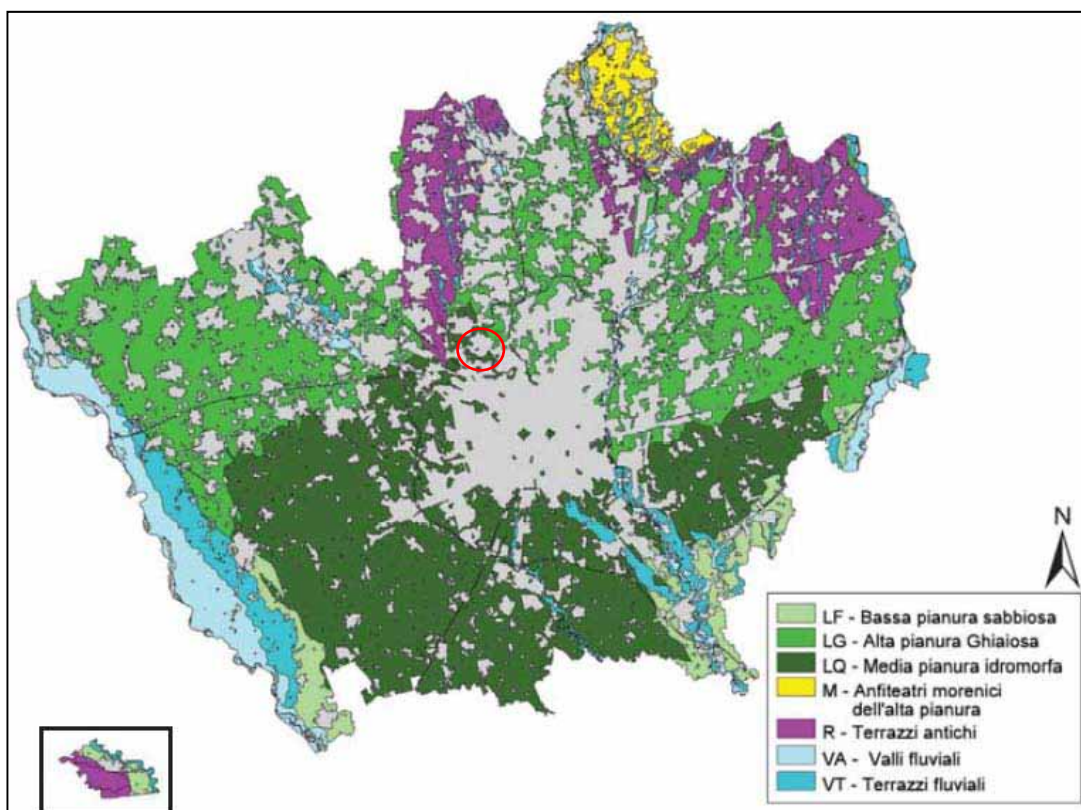 N
LF - Bassa pianura sabbiosa
LG - Alta pianura Ghiaiosa
LQ - Media pianura idromorfa
M - Anfiteatri morenici
dell'alta pianura
R - Terrazzi antichi
VA - Valli fluviali
VT - Terrazzi fluviali